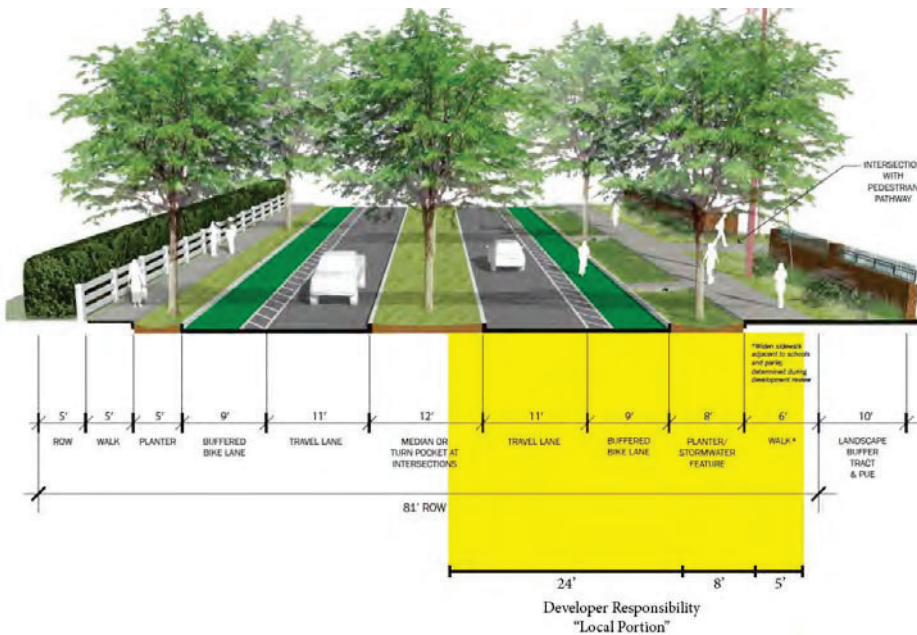 INTERSECTION
WITH
PEDESTRIAN
PATHWAY
*Widen sidewalk
adjacent to schools
and parks;
determined during
development review
5' 5' 5' 9' 11' 12' 11' 9' 8' 6' 10'
ROW
WALK
PLANTER
BUFFERED
BIKE LANE
TRAVEL LANE
MEDIAN OR
TURN POCKET AT
INTERSECTIONS
TRAVEL LANE
BUFFERED
BIKE LANE
PLANTER/
STORMWATER
FEATURE
WALK*
LANDSCAPE
BUFFER
TRACT
& PUE
81' ROW
24' 8' 5'
Developer Responsibility
"Local Portion"